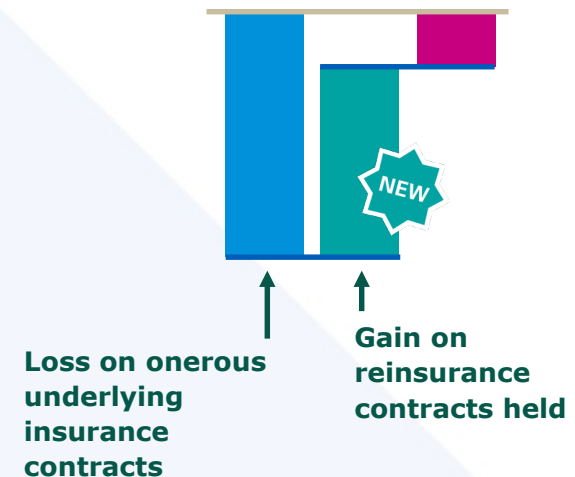 NEW
Loss on onerous
underlying
insurance
contracts
Gain on
reinsurance
contracts held